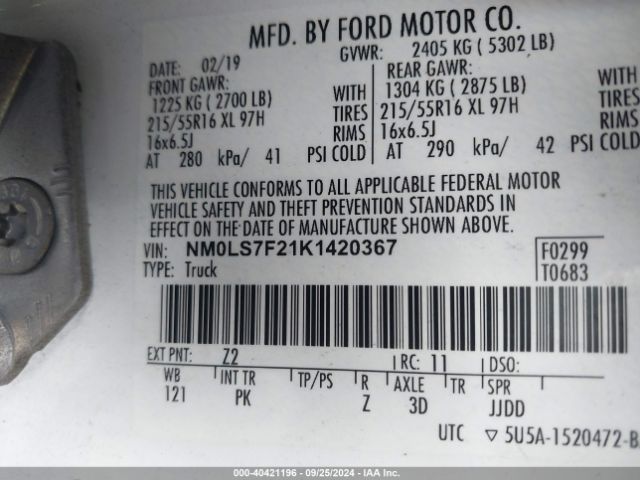 MFD. BY FORD MOTOR CO.
DATE: 02/19 GVWR: 2405 KG ( 5302 LB)
FRONT GAWR: REAR GAWR:
1225 KG ( 2700 LB) WITH 1304 KG ( 2875 LB) WITH
215/55R16 XL 97H TIRES 215/55R16 XL 97H TIRES
16x6.5J RIMS 16x6.5J RIMS
AT 280 kPa/ 41 PSI COLD AT 290 kPa/ 42 PSI COLD
THIS VEHICLE CONFORMS TO ALL APPLICABLE FEDERAL MOTOR
VEHICLE SAFETY AND THEFT PREVENTION STANDARDS IN
EFFECT ON THE DATE OF MANUFACTURE SHOWN ABOVE.
VIN: NM0LS7F21K1420367 F0299
TYPE: Truck T0683
EXT PNT: Z2 RC: 11 DSO:
WB INT TR TP/PS R AXLE TR SPR
121 PK Z 3D JJDD
UTC ▽ 5U5A-1520472-B
000-40421196 - 09/25/2024 - IAA Inc.